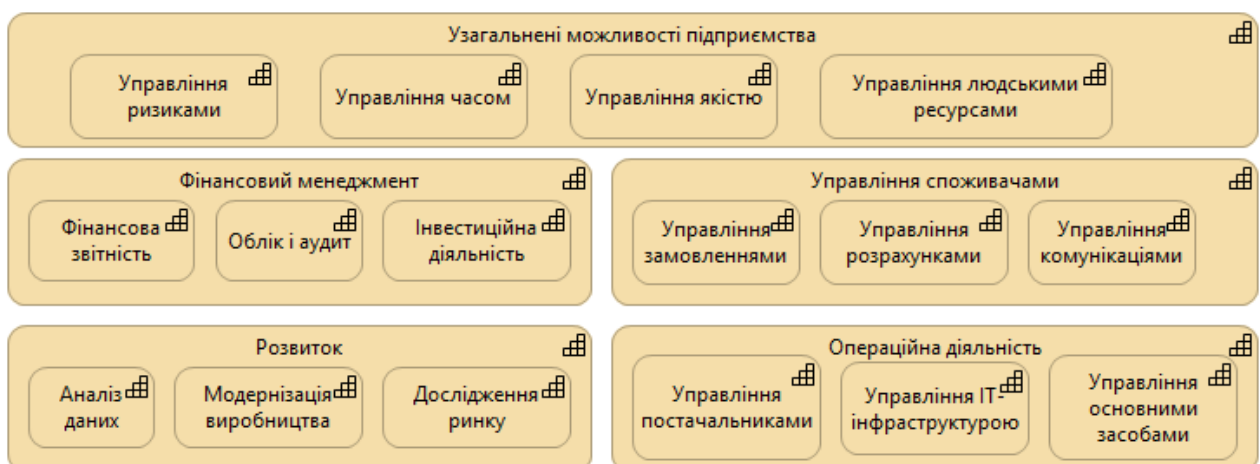 Узагальнені можливості підприємства
Управління
ризиками
Управління часом
Управління якістю
Управління людськими
ресурсами
Фінансовий менеджмент
Фінансова
звітність
Облік і аудит
Інвестиційна
діяльність
Управління споживачами
Управління
замовленнями
Управління
розрахунками
Управління
комунікаціями
Розвиток
Аналіз
даних
Модернізація
виробництва
Дослідження
ринку
Операційна діяльність
Управління
постачальниками
Управління ІТ-
інфраструктурою
Управління
основними
засобами